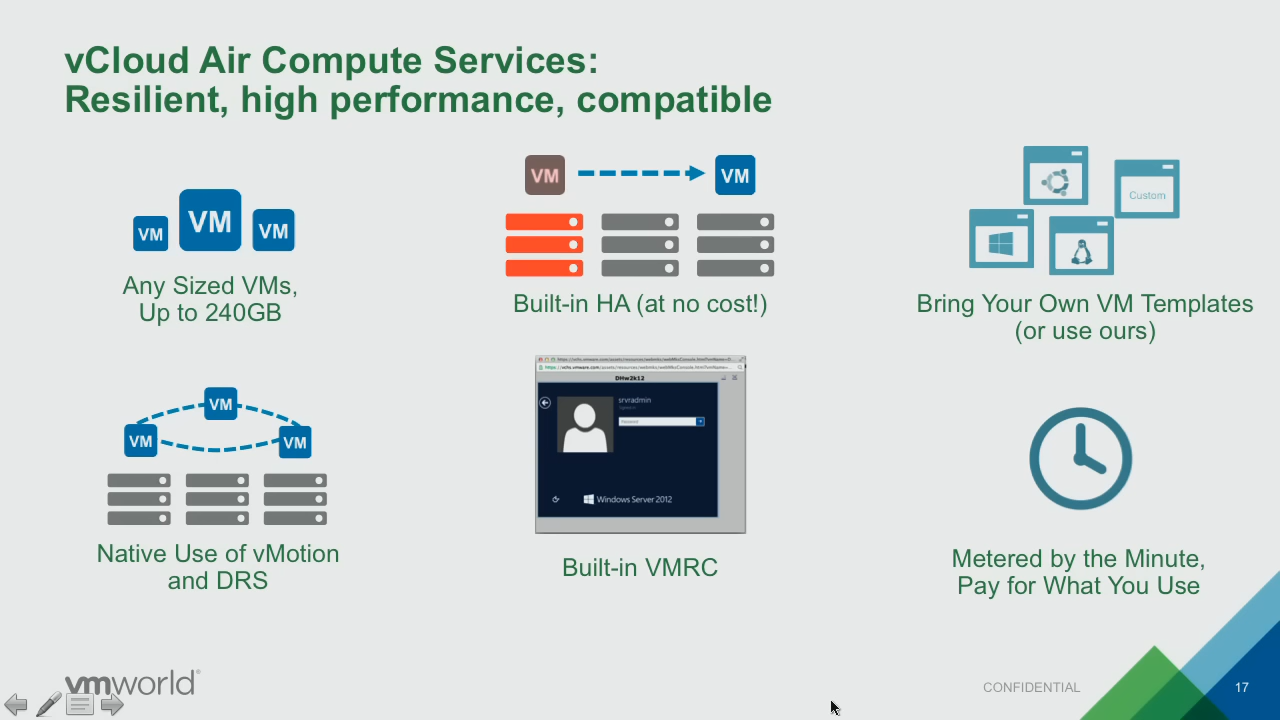 vCloud Air Compute Services:
Resilient, high performance, compatible
VM
VM
VM
Any Sized VMs,
Up to 240GB
VM
VM
Built-in HA (at no cost!)
Custom
Bring Your Own VM Templates
(or use ours)
VM
VM
VM
Native Use of vMotion
and DRS
DMw2k12
srvradmin
Windows Server 2012
Built-in VMRC
Metered by the Minute,
Pay for What You Use
vmworld®
CONFIDENTIAL
17